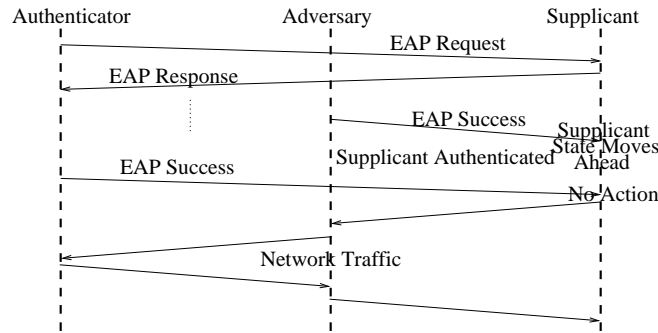 Authenticator
Adversary
Supplicant
EAP Request
EAP Response
EAP Success
Supplicant
State Moves
Ahead
Supplicant Authenticated
EAP Success
No Action
Network Traffic